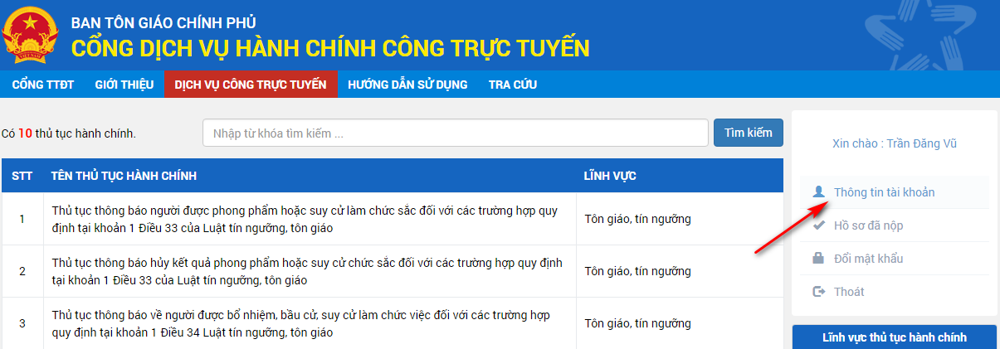 BAN TÔN GIÁO CHÍNH PHỦ
CỔNG DỊCH VỤ HÀNH CHÍNH CÔNG TRỰC TUYẾN
VIỆT NAM
CỔNG TTĐT GIỚI THIỆU DỊCH VỤ CÔNG TRỰC TUYẾN HƯỚNG DẪN SỬ DỤNG TRA CỨU
Có 10 thủ tục hành chính.
Nhập từ khóa tìm kiếm ...
Tìm kiếm
STT TÊN THỦ TỤC HÀNH CHÍNH LĨNH VỰC
1
Thủ tục thông báo người được phong phẩm hoặc suy cử làm chức sắc đối với các trường hợp quy
định tại khoản 1 Điều 33 của Luật tín ngưỡng, tôn giáo
Tôn giáo, tín ngưỡng
2
Thủ tục thông báo hủy kết quả phong phẩm hoặc suy cử chức sắc đối với các trường hợp quy định
tại khoản 1 Điều 33 của Luật tín ngưỡng, tôn giáo
Tôn giáo, tín ngưỡng
3
Thủ tục thông báo về người được bổ nhiệm, bầu cử, suy cử làm chức việc đối với các trường hợp
quy định tại khoản 1 Điều 34 Luật tín ngưỡng, tôn giáo
Tôn giáo, tín ngưỡng
Xin chào : Trần Đăng Vũ
Thông tin tài khoản
Hồ sơ đã nộp
Đổi mật khẩu
Thoát
Lĩnh vực thủ tục hành chính